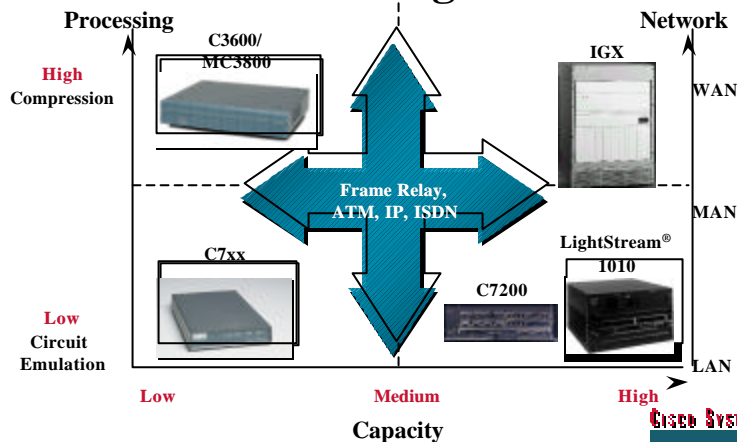 Processing
Network
C3600/
MC3800
IGX
High
Compression
WAN
Frame Relay,
ATM, IP, ISDN
MAN
LightStream®
1010
C7xx
C7200
Low
Circuit
Emulation
LAN
Low
Medium
High
Capacity
Cisco